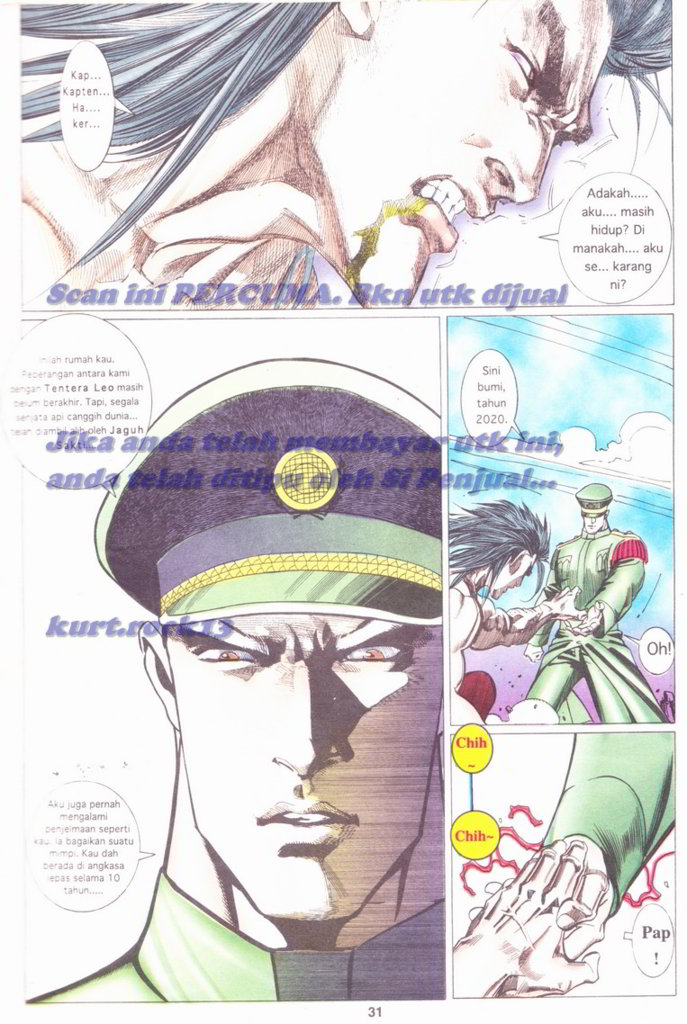 Kap...
Kapten...
Ha....
ker...
Adakah.....
aku.... masih
hidup? Di
manakah.... aku
se... karang
ni?
Scan ini PERCUMA. Bkn utk dijual
Inilah rumah kau.
Peperangan antara kami
dengan Tentera Leo masih
belum berakhir. Tapi, segala
senjata api canggih dunia...
telah diambil alih oleh Jaguh
Sakti.
Sini
bumi,
tahun
2020.
Jika anda telah membayar utk ini,
anda telah ditipu oleh Si Penjual...
kurt.rock13
Oh!
Aku juga pernah
mengalami
penjelmaan seperti
kau. Ia bagaikan suatu
mimpi. Kau dah
berada di angkasa
lepas selama 10
tahun.....
Chih
~
Chih~
Pap
!
31